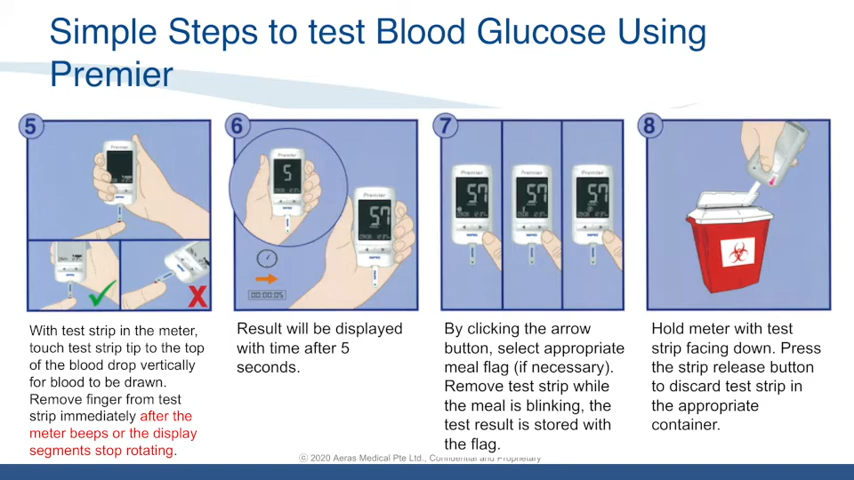 Simple Steps to test Blood Glucose Using
Premier
5
6
7
8
Premier
Premier
5
Premier
57
Premier
57
Premier
57
Premier
57
00:00:05
X
With test strip in the meter,
touch test strip tip to the top
of the blood drop vertically
for blood to be drawn.
Remove finger from test
strip immediately after the
meter beeps or the display
segments stop rotating.
Result will be displayed
with time after 5
seconds.
By clicking the arrow
button, select appropriate
meal flag (if necessary).
Remove test strip while
the meal is blinking, the
test result is stored with
the flag.
Hold meter with test
strip facing down. Press
the strip release button
to discard test strip in
the appropriate
container.
© 2020 Aeras Medical Pte Ltd., Confidential and Proprietary